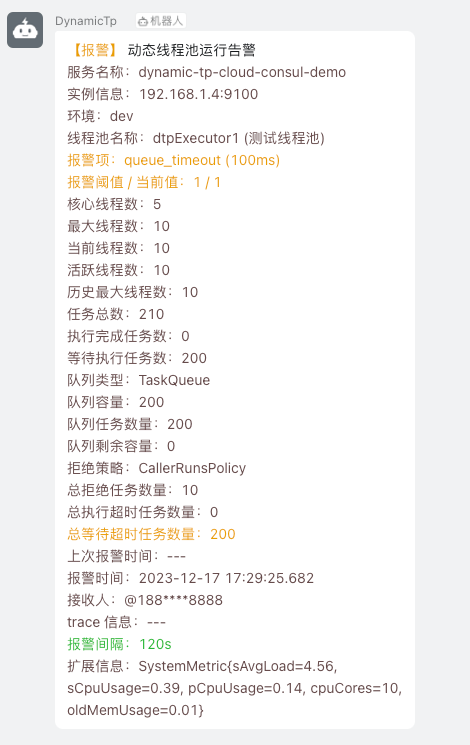 DynamicTp 机器人
【报警】 动态线程池运行告警
服务名称：dynamic-tp-cloud-consul-demo
实例信息：192.168.1.4:9100
环境：dev
线程池名称：dtpExecutor1 (测试线程池)
报警项：queue_timeout (100ms)
报警阈值 / 当前值：1 / 1
核心线程数：5
最大线程数：10
当前线程数：10
活跃线程数：10
历史最大线程数：10
任务总数：210
执行完成任务数：0
等待执行任务数：200
队列类型：TaskQueue
队列容量：200
队列任务数量：200
队列剩余容量：0
拒绝策略：CallerRunsPolicy
总拒绝任务数量：10
总执行超时任务数量：0
总等待超时任务数量：200
上次报警时间：---
报警时间：2023-12-17 17:29:25.682
接收人：@188****8888
trace 信息：---
报警间隔：120s
扩展信息：SystemMetric{sAvgLoad=4.56,
sCpuUsage=0.39, pCpuUsage=0.14, cpuCores=10,
oldMemUsage=0.01}